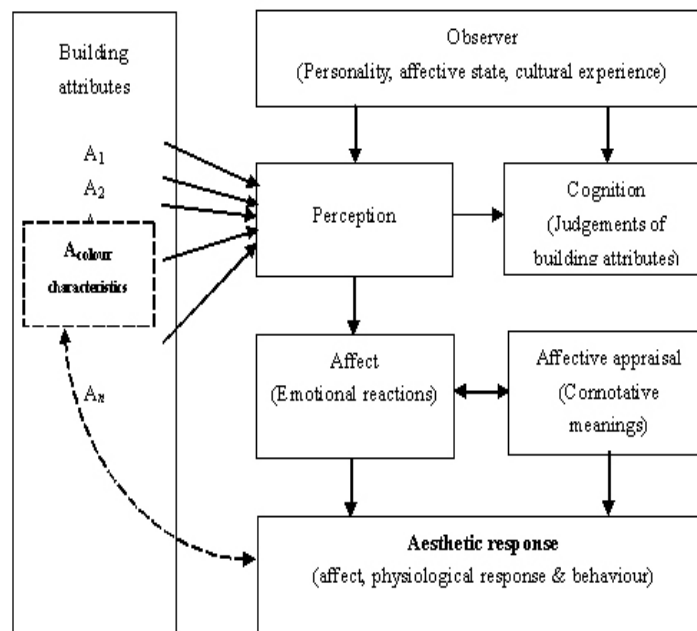 Building
attributes
A1
A2
Acolour
characteristics
An
Observer
(Personality, affective state, cultural experience)
Perception
Cognition
(Judgements of
building attributes)
Affect
(Emotional reactions)
Affective appraisal
(Connotative
meanings)
Aesthetic response
(affect, physiological response & behaviour)